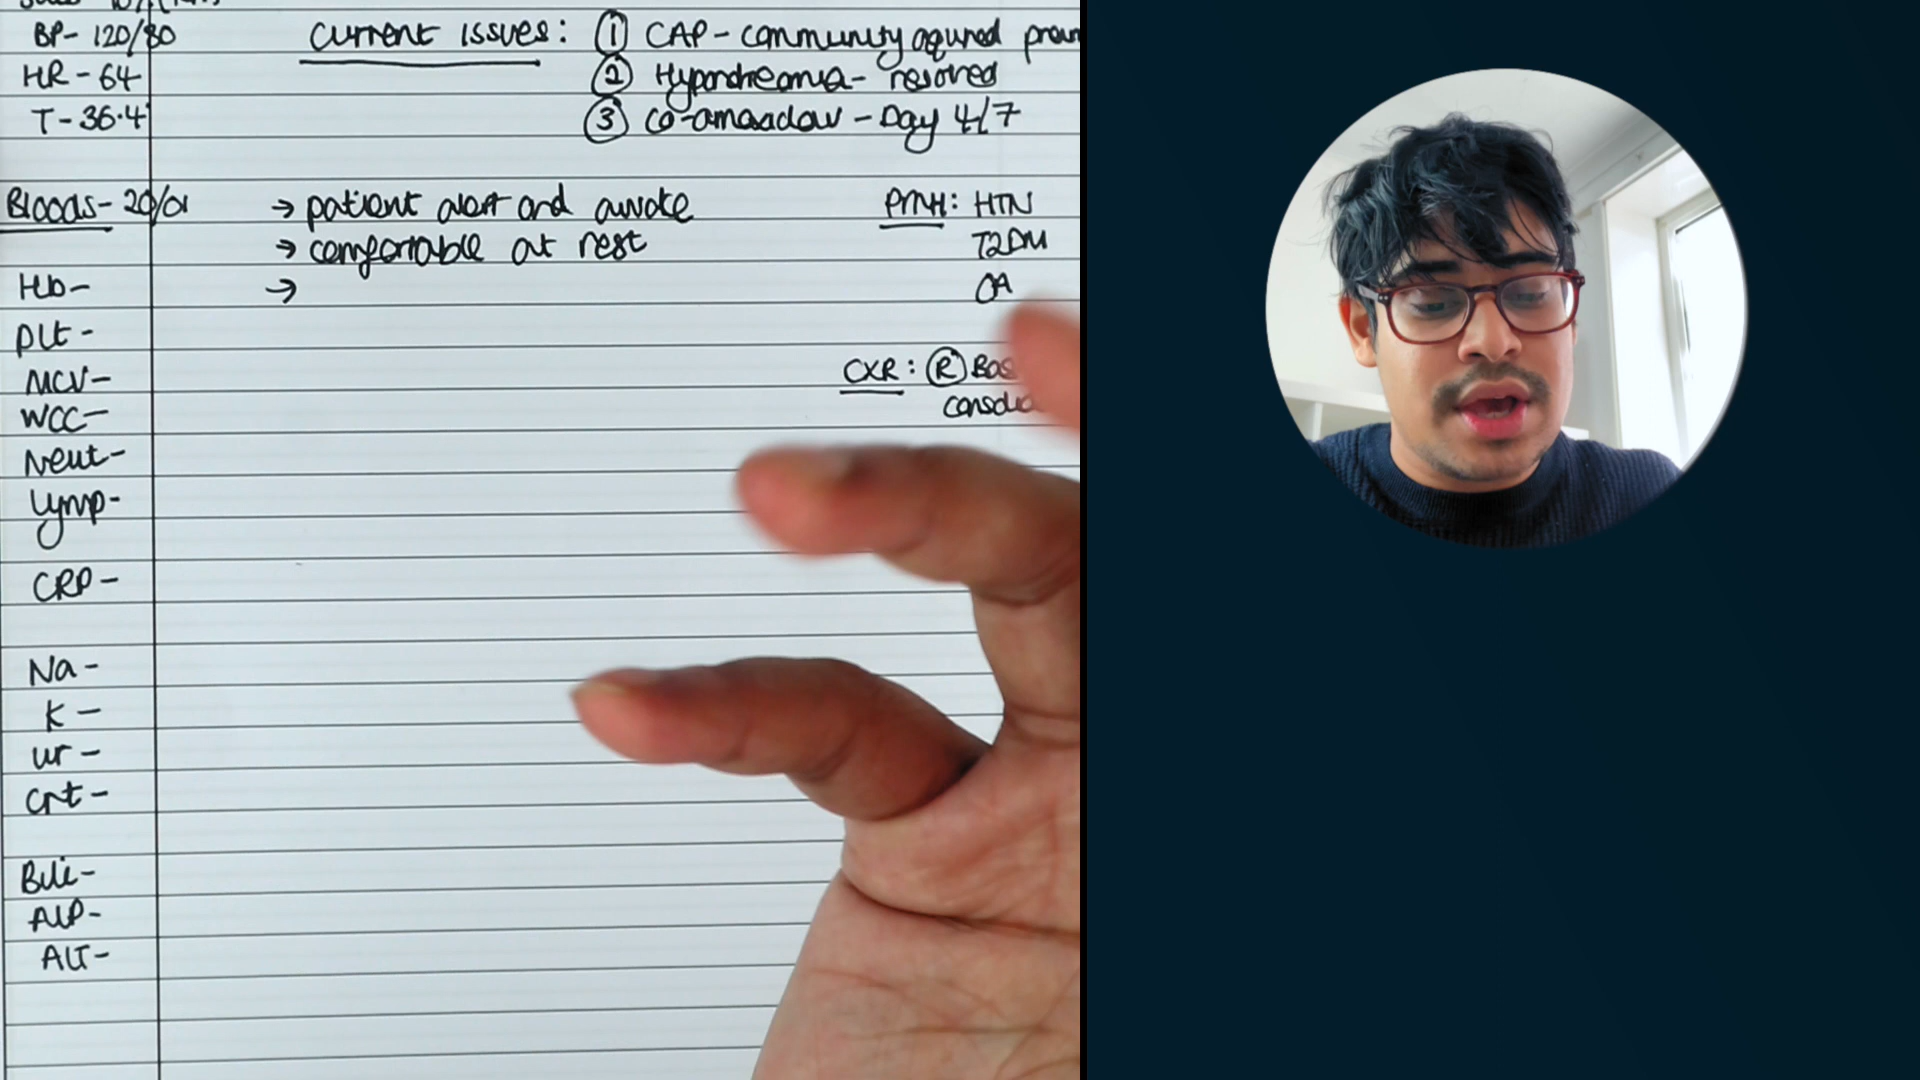 BP- 120/80
HR - 64
T - 36.4
Current issues: ① CAP - community aqured
② Hyponatreamia - resolved
③ Co-amoxiclav - Day 4/7
Bloods - 20/01
→ patient alert and awake
→ comfortable at rest
→
PMH: HTN
T2DM
OA
CXR: Ⓡ
Hb -
PLt -
MCV -
WCC -
Neut -
Lymp -
CRP -
Na -
K -
Ur -
Crt -
Bili -
ALP -
ALT -